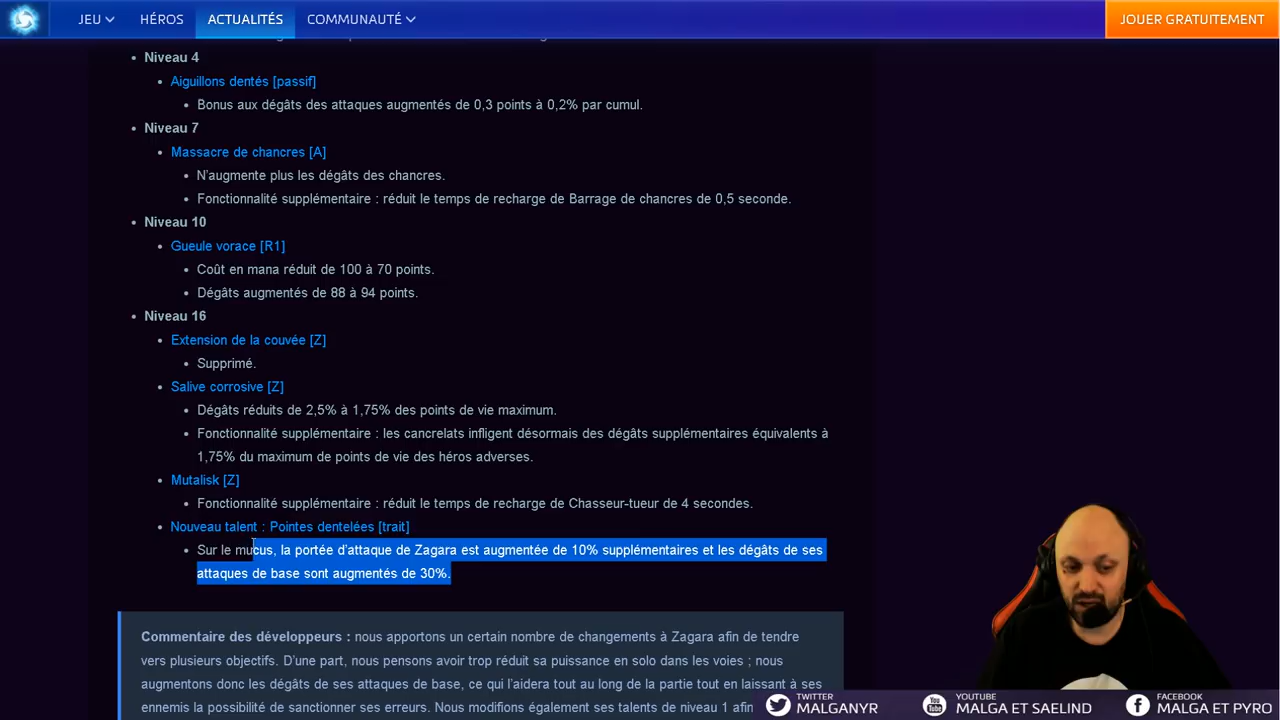 JEU HÉROS ACTUALITÉS COMMUNAUTÉ JOUER GRATUITEMENT
Niveau 4
Aiguillons dentés [passif]
Bonus aux dégâts des attaques augmentés de 0,3 points à 0,2% par cumul.
Niveau 7
Massacre de chancres [A]
N'augmente plus les dégâts des chancres.
Fonctionnalité supplémentaire : réduit le temps de recharge de Barrage de chancres de 0,5 seconde.
Niveau 10
Gueule vorace [R1]
Coût en mana réduit de 100 à 70 points.
Dégâts augmentés de 88 à 94 points.
Niveau 16
Extension de la couvée [Z]
Supprimé.
Salive corrosive [Z]
Dégâts réduits de 2,5% à 1,75% des points de vie maximum.
Fonctionnalité supplémentaire : les cancrelats infligent désormais des dégâts supplémentaires équivalents à
1,75% du maximum de points de vie des héros adverses.
Mutalisk [Z]
Fonctionnalité supplémentaire : réduit le temps de recharge de Chasseur-tueur de 4 secondes.
Nouveau talent : Pointes dentelées [trait]
Sur le mucus, la portée d'attaque de Zagara est augmentée de 10% supplémentaires et les dégâts de ses
attaques de base sont augmentés de 30%.
Commentaire des développeurs : nous apportons un certain nombre de changements à Zagara afin de tendre
vers plusieurs objectifs. D'une part, nous pensons avoir trop réduit sa puissance en solo dans les voies ; nous
augmentons donc les dégâts de ses attaques de base, ce qui l'aidera tout au long de la partie tout en laissant à ses
ennemis la possibilité de sanctionner ses erreurs. Nous modifions également ses talents de niveau 1 afin
TWITTER
MALGANYR
YOUTUBE
MALGA ET SAELIND
FACEBOOK
MALGA ET PYRO